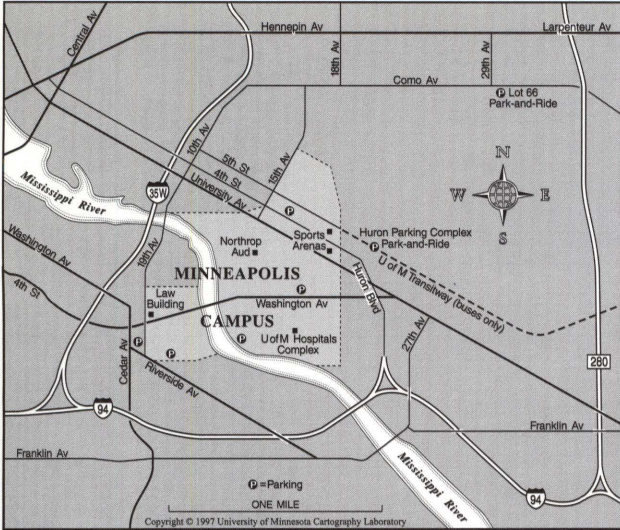 Hennepin Av
Larpenteur Av
Central Av
18th Av
29th Av
Como Av
P Lot 66
Park-and-Ride
10th Av
5th St
4th St
15th Av
University Av
35W
Mississippi River
N
W E
S
Washington Av
4th St
19th Av
P
Sports
Arenas
Northrop
Aud
Huron Parking Complex
P Park-and-Ride
U of M Transitway (buses only)
MINNEAPOLIS
P
Law
Building
Washington Av
Huron Blvd
CAMPUS
P
U of M Hospitals
Complex
P
P
27th Av
280
Cedar Av
Riverside Av
94
Franklin Av
Franklin Av
Mississippi River
94
P =Parking
ONE MILE
Copyright © 1997 University of Minnesota Cartography Laboratory